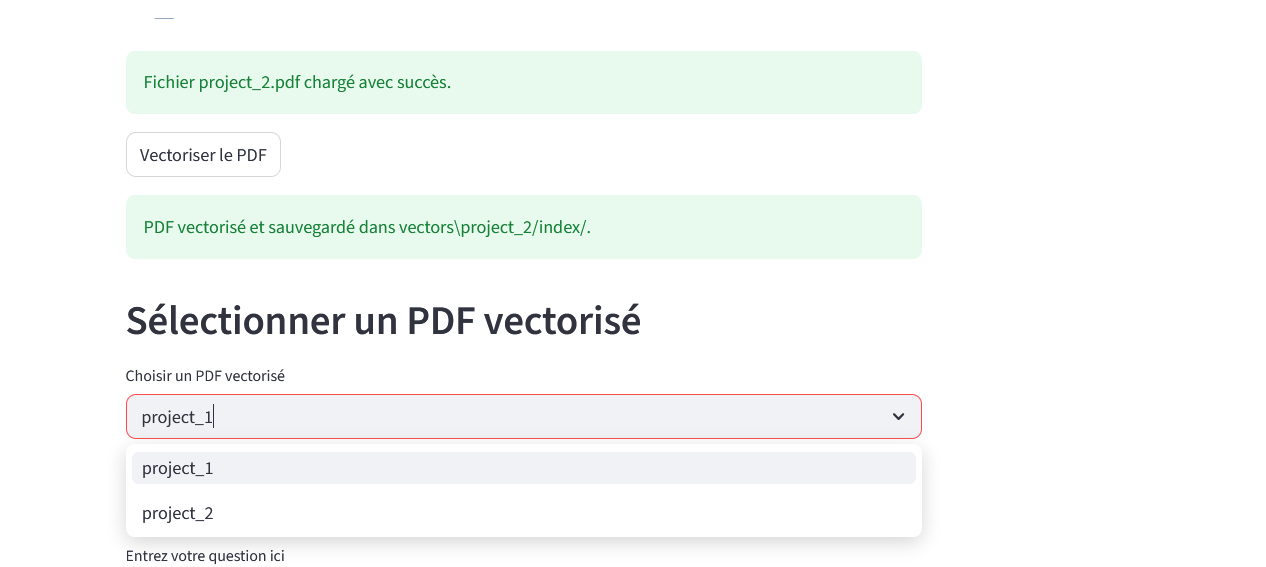 Fichier project_2.pdf chargé avec succès.
Vectoriser le PDF
PDF vectorisé et sauvegardé dans vectors\project_2/index/.
Sélectionner un PDF vectorisé
Choisir un PDF vectorisé
project_1
project_1
project_2
Entrez votre question ici